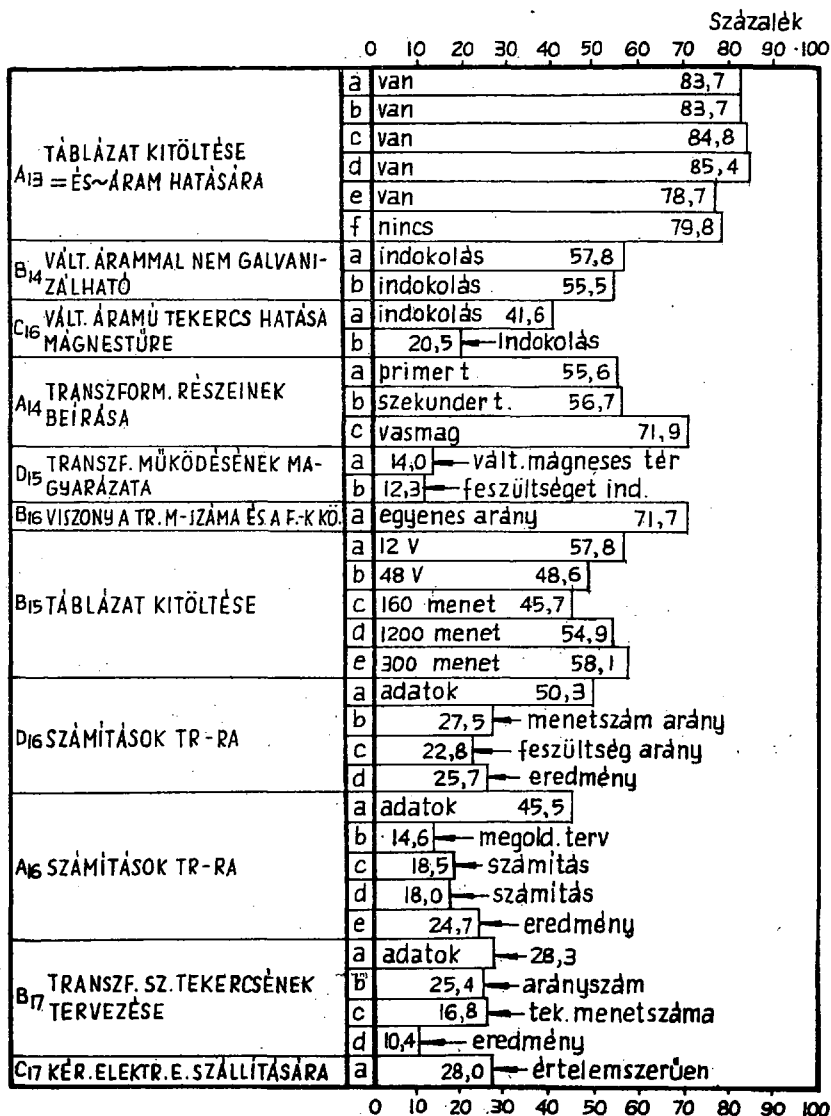 Százalék
0 10 20 30 40 50 60 70 80 90 100
A13 TÁBLÁZAT KITÖLTÉSE
= ÉS ~ ÁRAM HATÁSÁRA
a van 83,7
b van 83,7
c van 84,8
d van 85,4
e van 78,7
f nincs 79,8
B14 VÁLT. ÁRAMMAL NEM GALVANI-
ZÁLHATÓ
a indokolás 57,8
b indokolás 55,5
C16 VÁLT. ÁRAMÚ TEKERCS HATÁSA
MÁGNESTŰRE
a indokolás 41,6
b 20,5 Indokolás
A14 TRANSZFORM. RÉSZEINEK
BEÍRÁSA
a primer t. 55,6
b szekunder t. 56,7
c vasmag 71,9
D15 TRANSZF. MŰKÖDÉSÉNEK MA-
GYARÁZATA
a 14,0 vált. mágneses tér
b 12,3 feszültséget ind.
B16 VISZONY A TR. M-SZÁMA ÉS A F.-K KÖ.
a egyenes arány 71,7
B15 TÁBLÁZAT KITÖLTÉSE
a 12 V 57,8
b 48 V 48,6
c 160 menet 45,7
d 1200 menet 54,9
e 300 menet 58,1
D16 SZÁMÍTÁSOK TR-RA
a adatok 50,3
b 27,5 menetszám arány
c 22,8 feszültség arány
d 25,7 eredmény
A16 SZÁMÍTÁSOK TR-RA
a adatok 45,5
b 14,6 megold. terv
c 18,5 számítás
d 18,0 számítás
e 24,7 eredmény
B17 TRANSZF. SZ. TEKERCSÉNEK
TERVEZÉSE
a adatok 28,3
b 25,4 arányszám
c 16,8 tek. menetszáma
d 10,4 eredmény
C17 KÉR. ELEKTR. E. SZÁLLÍTÁSÁRA
a 28,0 értelemszerűen
0 10 20 30 40 50 60 70 80 90 100